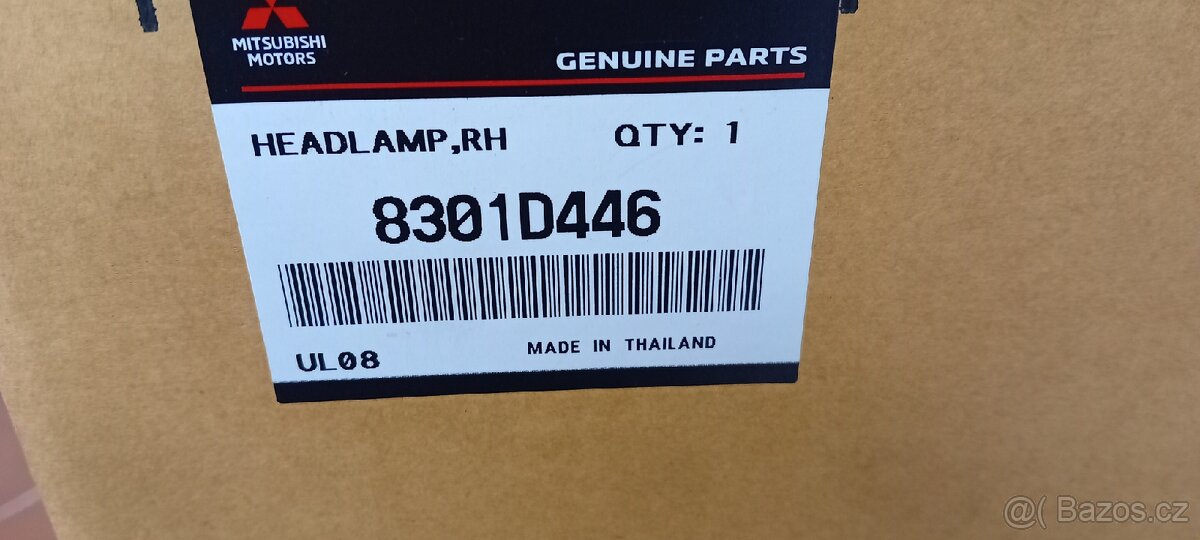 MITSUBISHI
MOTORS
GENUINE PARTS
HEADLAMP,RH QTY: 1
8301D446
UL08 MADE IN THAILAND
@( Bazos.cz